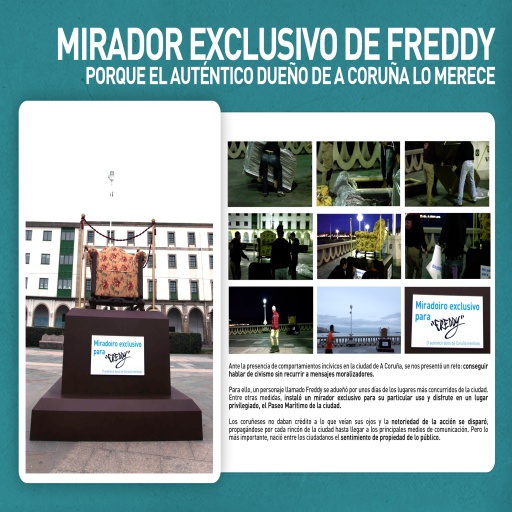 MIRADOR EXCLUSIVO DE FREDDY
PORQUE EL AUTÉNTICO DUEÑO DE A CORUÑA LO MERECE
Miradoiro exclusivo
para
"FREDDY"
Miradoiro exclusivo
para
"FREDDY"
Ante la presencia de comportamientos incívicos en la ciudad de A Coruña, se nos presentó un reto: conseguir
hablar de civismo sin recurrir a mensajes moralizadores.
Para ello, un personaje llamado Freddy se adueñó por unos días de los lugares más concurridos de la ciudad.
Entre otras medidas, instaló un mirador exclusivo para su particular uso y disfrute en un lugar
privilegiado, el Paseo Marítimo de la ciudad.
Los coruñeses no daban crédito a lo que veían sus ojos y la notoriedad de la acción se disparó,
propagándose por cada rincón de la ciudad hasta llegar a los principales medios de comunicación. Pero lo
más importante, nació entre los ciudadanos el sentimiento de propiedad de lo público.